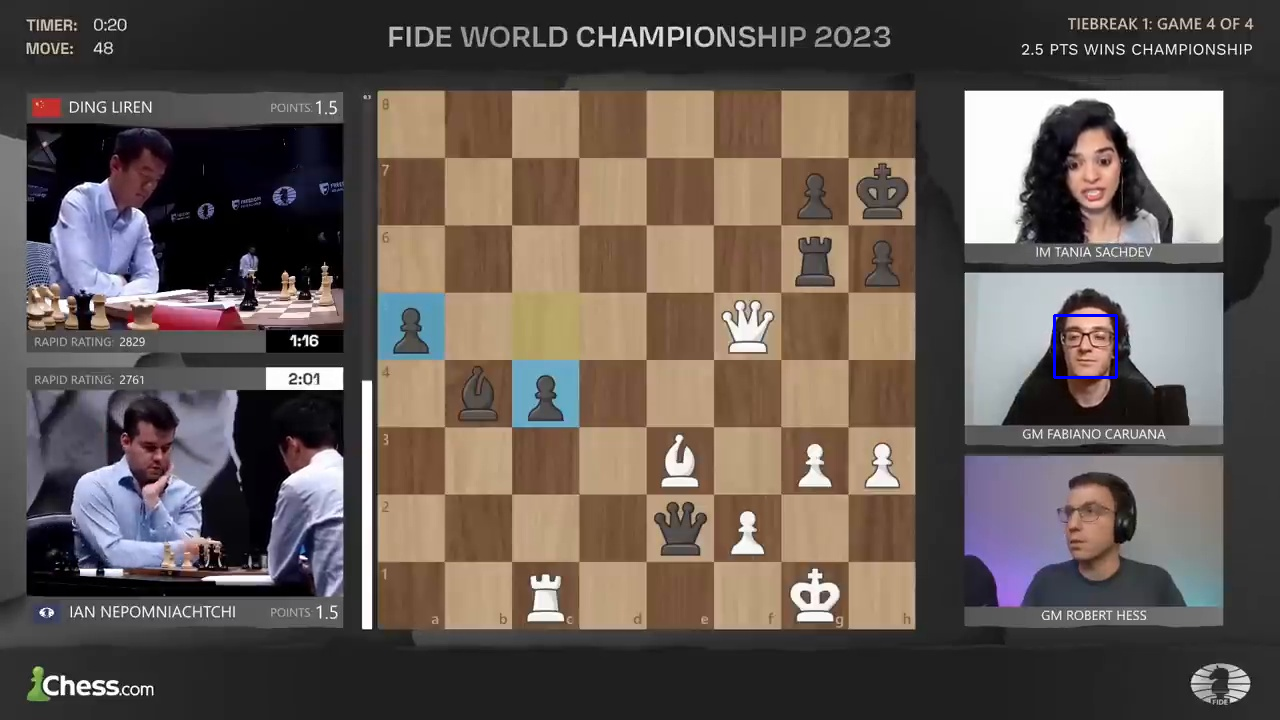 TIMER: 0:20
MOVE: 48
FIDE WORLD CHAMPIONSHIP 2023
TIEBREAK 1: GAME 4 OF 4
2.5 PTS WINS CHAMPIONSHIP
DING LIREN POINTS: 1.5
RAPID RATING: 2829 1:16
RAPID RATING: 2761 2:01
IAN NEPOMNIACHTCHI POINTS: 1.5
8
7
6
5
4
3
2
1
a b c d e f g h
IM TANIA SACHDEV
GM FABIANO CARUANA
GM ROBERT HESS
Chess.com
FIDE